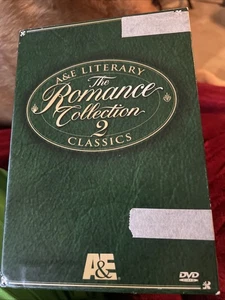 A&E LITERARY
The
Romance
Collection
2
CLASSICS
A&E
DVD